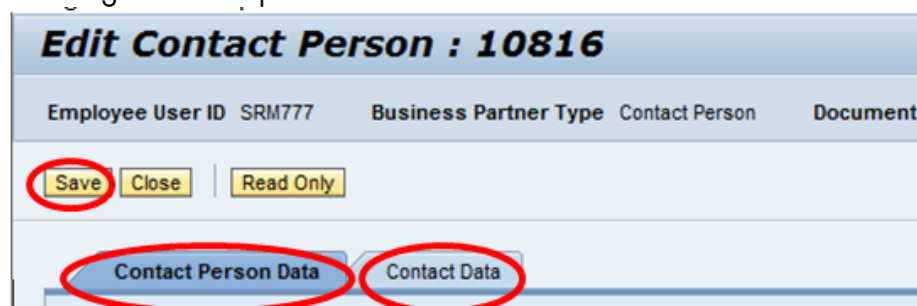 Edit Contact Person : 10816
Employee User ID SRM777 Business Partner Type Contact Person Document
Save Close Read Only
Contact Person Data Contact Data